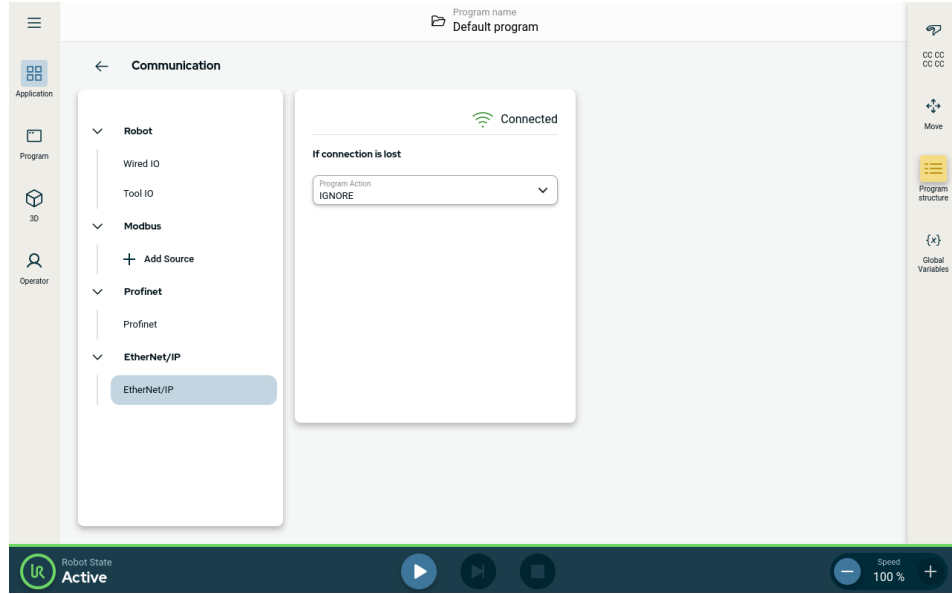 Program name
Default program
Application
Program
3D
Operator
Communication
Robot
Wired IO
Tool IO
Modbus
Add Source
Profinet
Profinet
EtherNet/IP
EtherNet/IP
Connected
If connection is lost
Program Action
IGNORE
CC CC
CC CC
Move
Program
structure
{x}
Global
Variables
UR
Robot State
Active
Speed
100 %